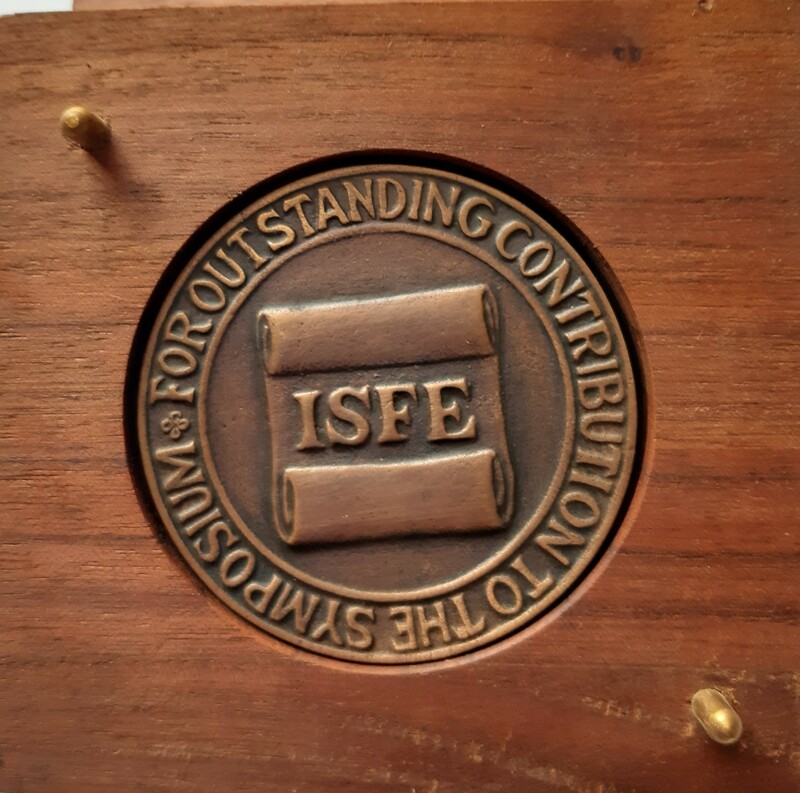 FOR OUTSTANDING CONTRIBUTION TO THE SYMPOSIUM
ISFE